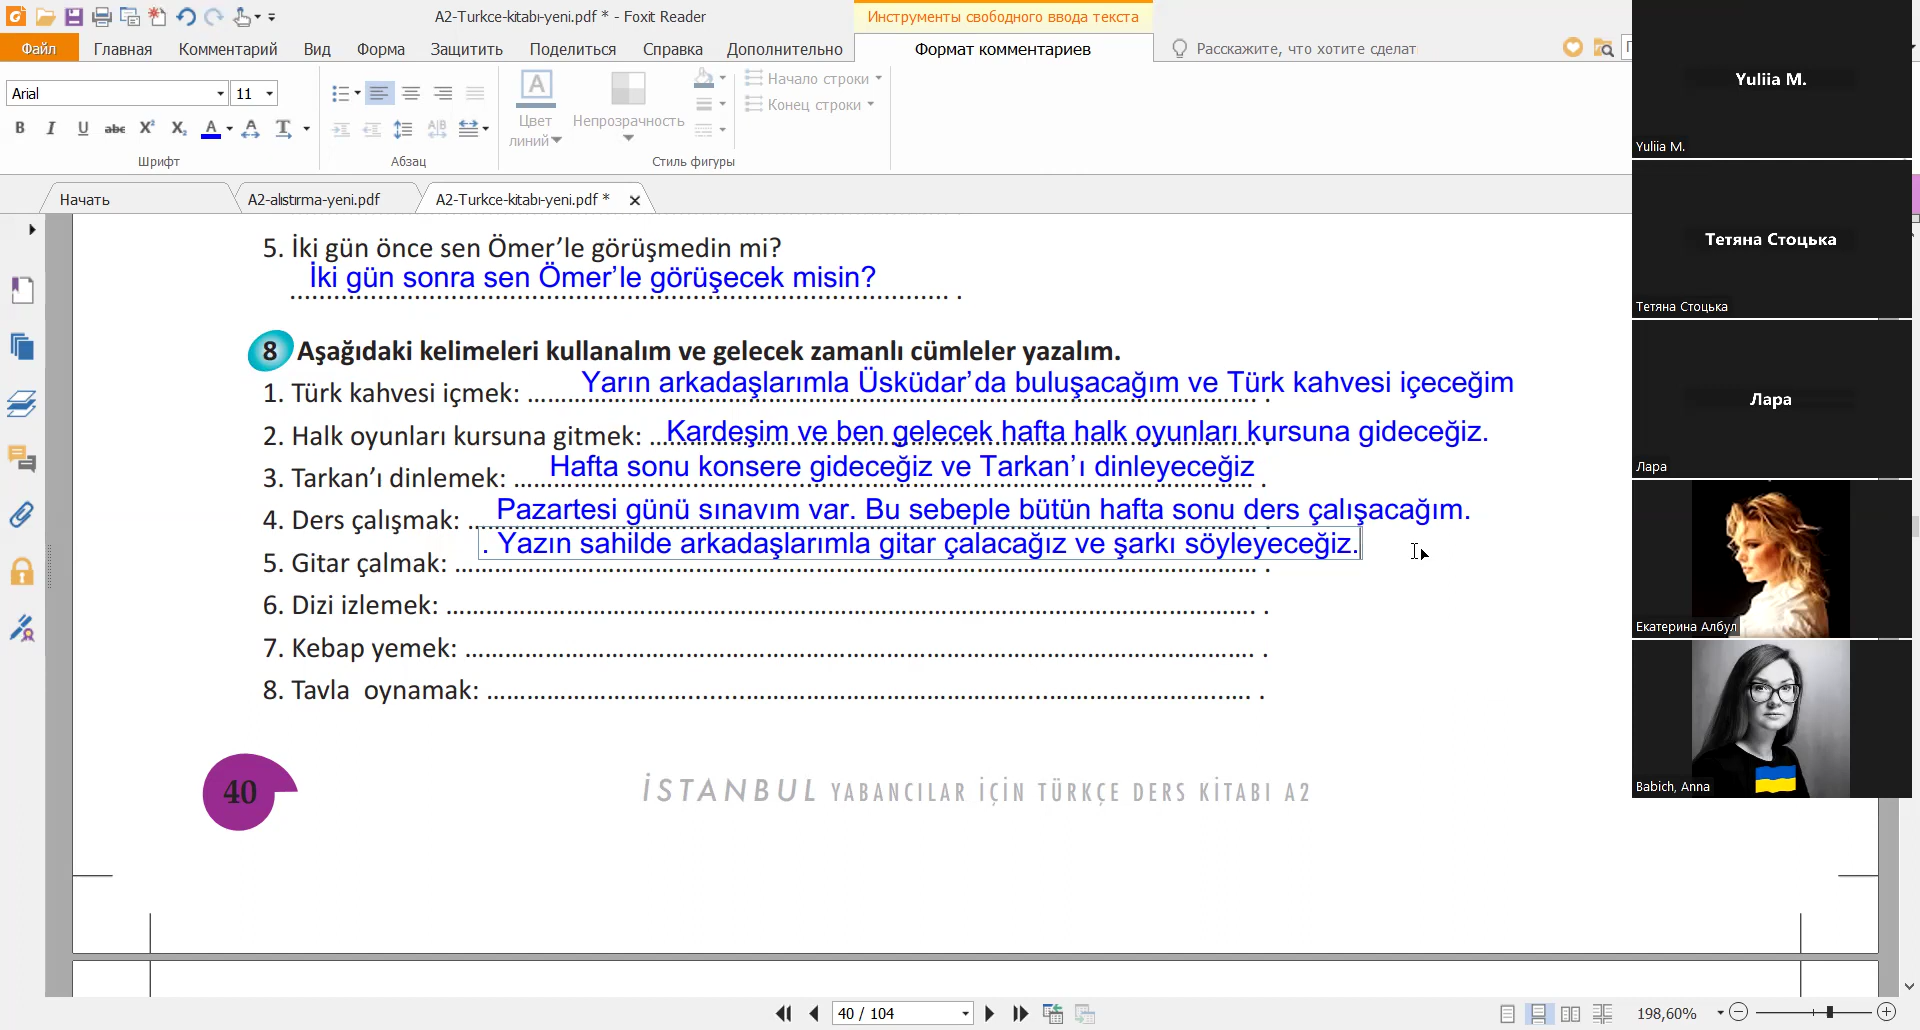 A2-Turkce-kitabı-yeni.pdf * - Foxit Reader
Инструменты свободного ввода текста
Файл Главная Комментарий Вид Форма Защитить Поделиться Справка Дополнительно Формат комментариев Расскажите, что хотите сделат
Arial 11
Начало строки
Конец строки
Цвет линий
Непрозрачность
Шрифт Абзац Стиль фигуры
Начать A2-alıstırma-yeni.pdf A2-Turkce-kitabı-yeni.pdf *
5. İki gün önce sen Ömer’le görüşmedin mi?
İki gün sonra sen Ömer’le görüşecek misin?
8 Aşağıdaki kelimeleri kullanalım ve gelecek zamanlı cümleler yazalım.
1. Türk kahvesi içmek: Yarın arkadaşlarımla Üsküdar’da buluşacağım ve Türk kahvesi içeceğim
2. Halk oyunları kursuna gitmek: Kardeşim ve ben gelecek hafta halk oyunları kursuna gideceğiz.
3. Tarkan’ı dinlemek: Hafta sonu konsere gideceğiz ve Tarkan’ı dinleyeceğiz
4. Ders çalışmak: Pazartesi günü sınavım var. Bu sebeple bütün hafta sonu ders çalışacağım.
5. Gitar çalmak: . Yazın sahilde arkadaşlarımla gitar çalacağız ve şarkı söyleyeceğiz.
6. Dizi izlemek:
7. Kebap yemek:
8. Tavla oynamak:
40
İSTANBUL YABANCILAR İÇİN TÜRKÇE DERS KİTABI A2
40 / 104
198,60%
Yuliia M.
Yuliia M.
Тетяна Стоцька
Тетяна Стоцька
Лара
Лара
Екатерина Албул
Babich, Anna